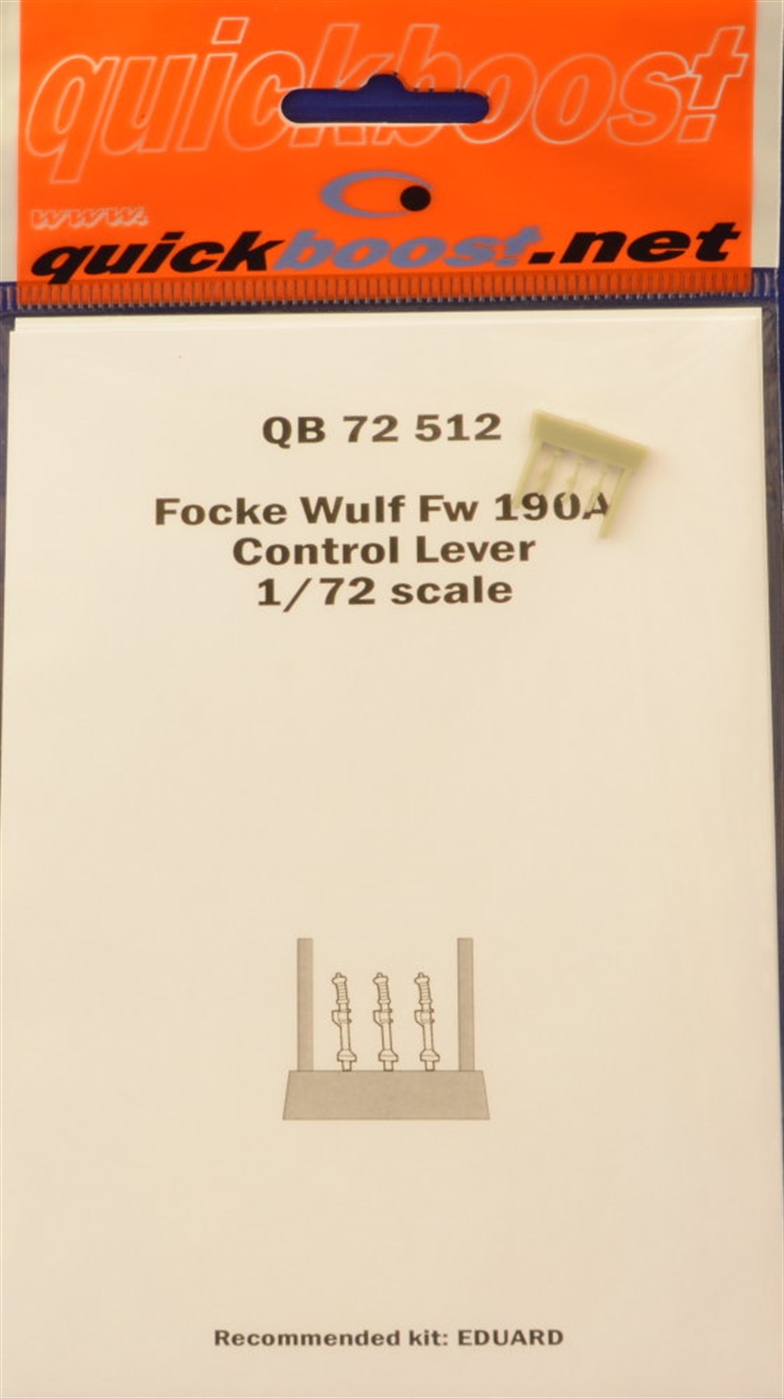 quickboost
www.
quickboost.net
QB 72 512
Focke Wulf Fw 190A
Control Lever
1/72 scale
Recommended kit: EDUARD